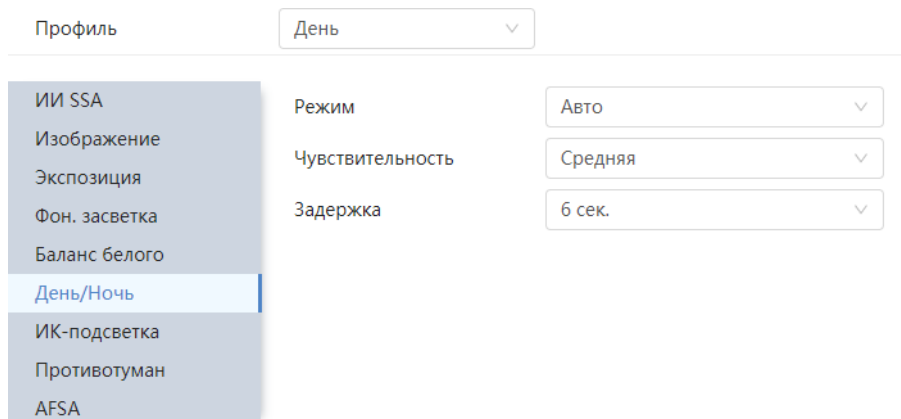 Профиль День
ИИ SSA
Режим Авто
Изображение
Чувствительность Средняя
Экспозиция
Задержка 6 сек.
Фон. засветка
Баланс белого
День/Ночь
ИК-подсветка
Противотуман
AFSA